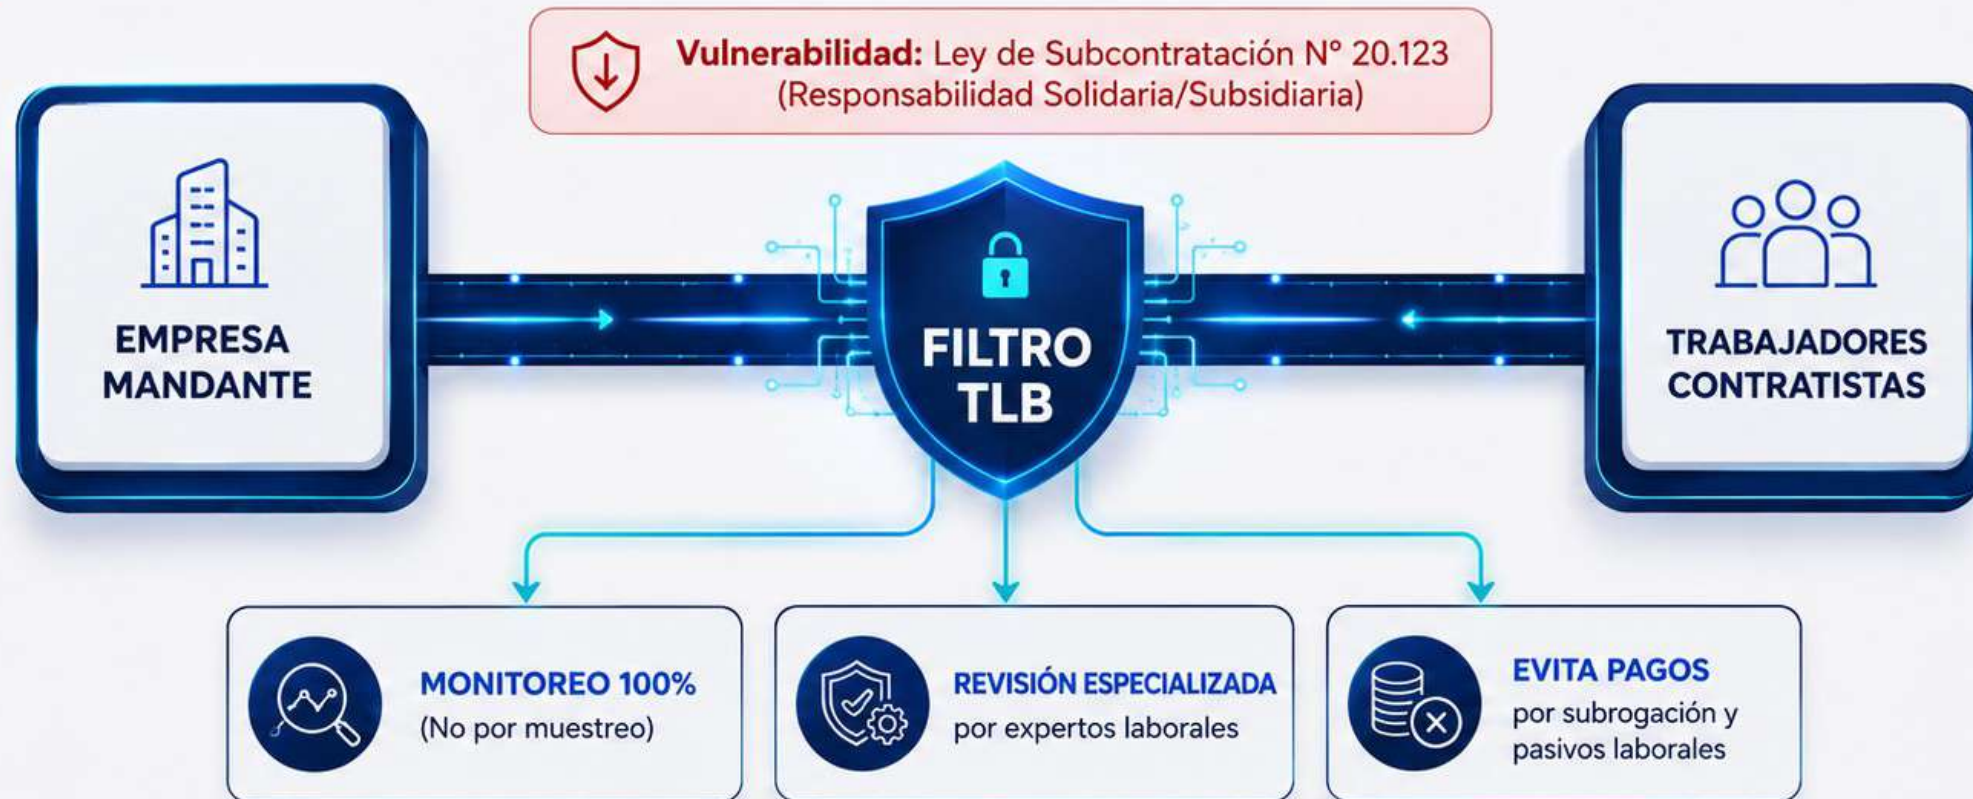 Vulnerabilidad: Ley de Subcontratación N° 20.123
(Responsabilidad Solidaria/Subsidiaria)
EMPRESA
MANDANTE
FILTRO
TLB
TRABAJADORES
CONTRATISTAS
MONITOREO 100%
(No por muestreo)
REVISIÓN ESPECIALIZADA
por expertos laborales
EVITA PAGOS
por subrogación y
pasivos laborales